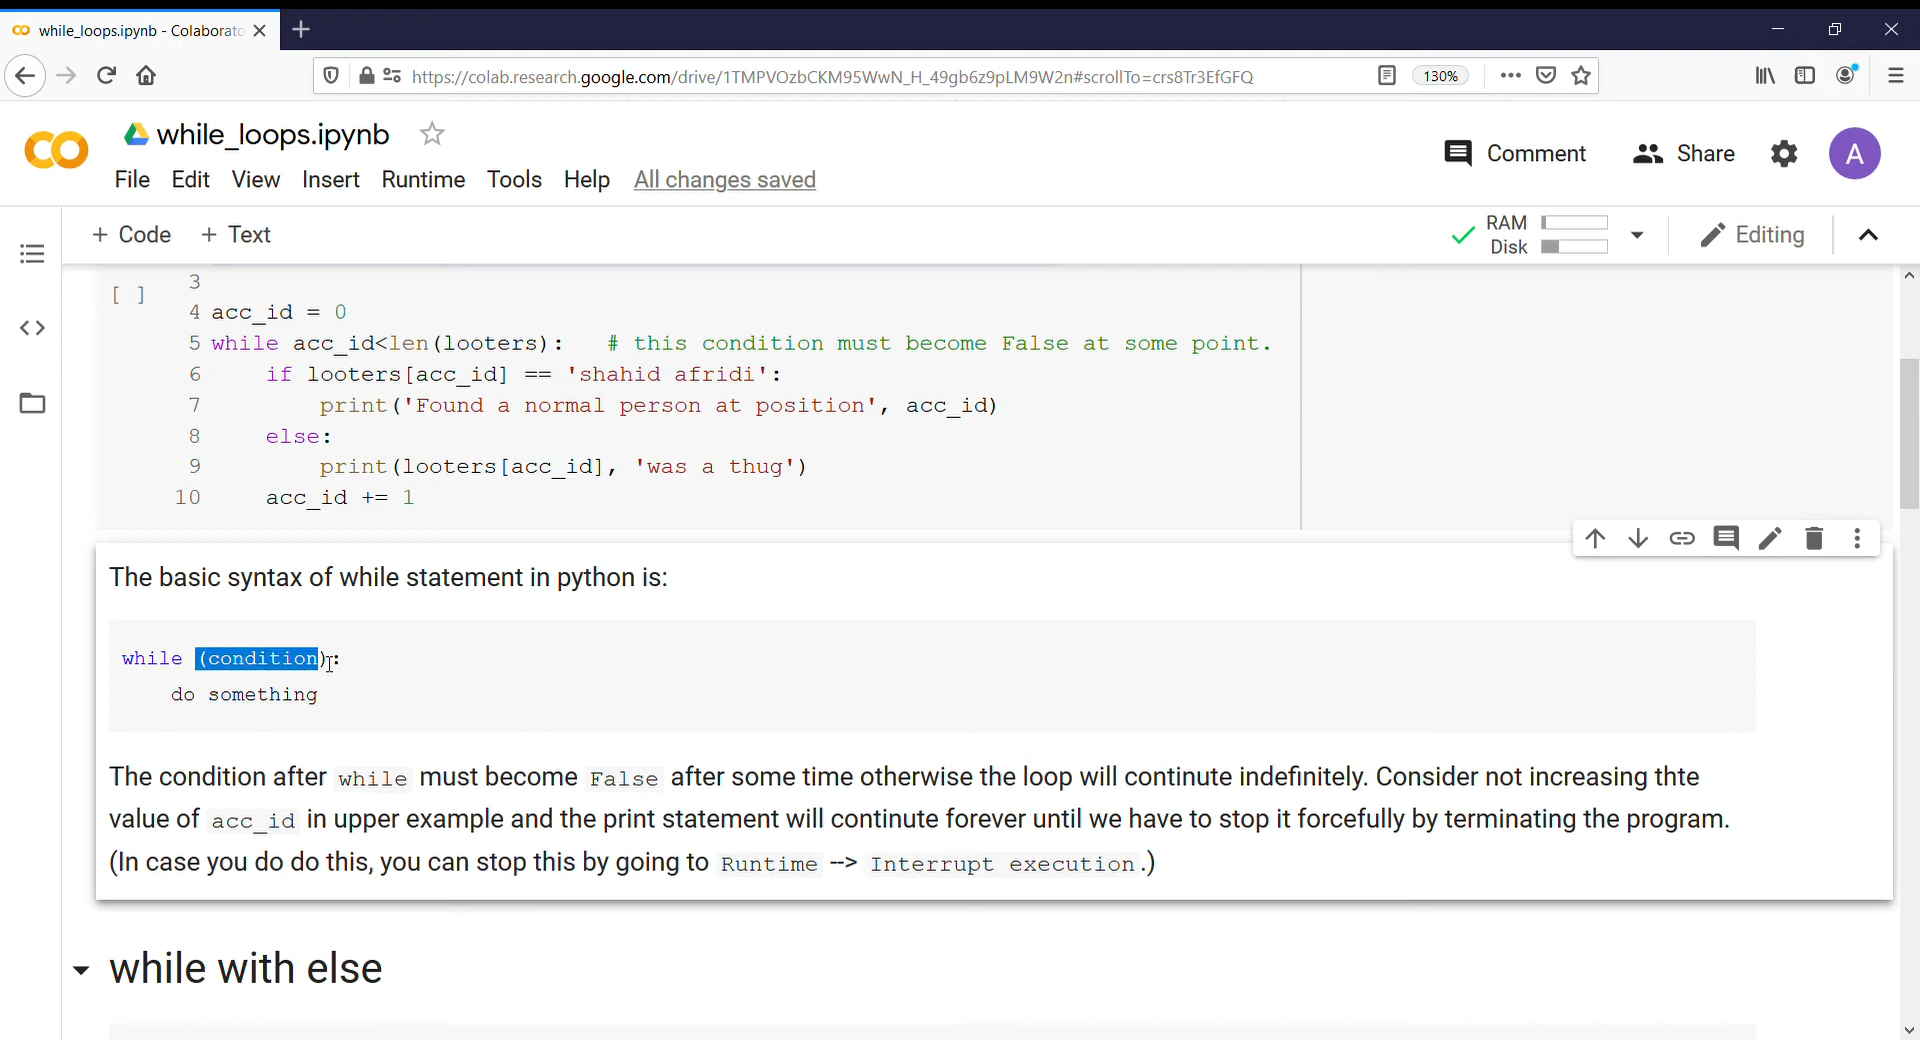 while_loops.ipynb - Colaborato
https://colab.research.google.com/drive/1TMPVOzbCKM95WwN_H_49gb6z9pLM9W2n#scrollTo=crs8Tr3EfGFQ
130%
while_loops.ipynb
File Edit View Insert Runtime Tools Help All changes saved
Comment Share A
+ Code + Text
RAM
Disk
Editing
3
[ ]
4 acc_id = 0
5 while acc_id<len(looters): # this condition must become False at some point.
6 if looters[acc_id] == 'shahid afridi':
7 print('Found a normal person at position', acc_id)
8 else:
9 print(looters[acc_id], 'was a thug')
10 acc_id += 1
The basic syntax of while statement in python is:
while (condition):
do something
The condition after while must become False after some time otherwise the loop will continute indefinitely. Consider not increasing thte
value of acc_id in upper example and the print statement will continute forever until we have to stop it forcefully by terminating the program.
(In case you do do this, you can stop this by going to Runtime --> Interrupt execution.)
while with else